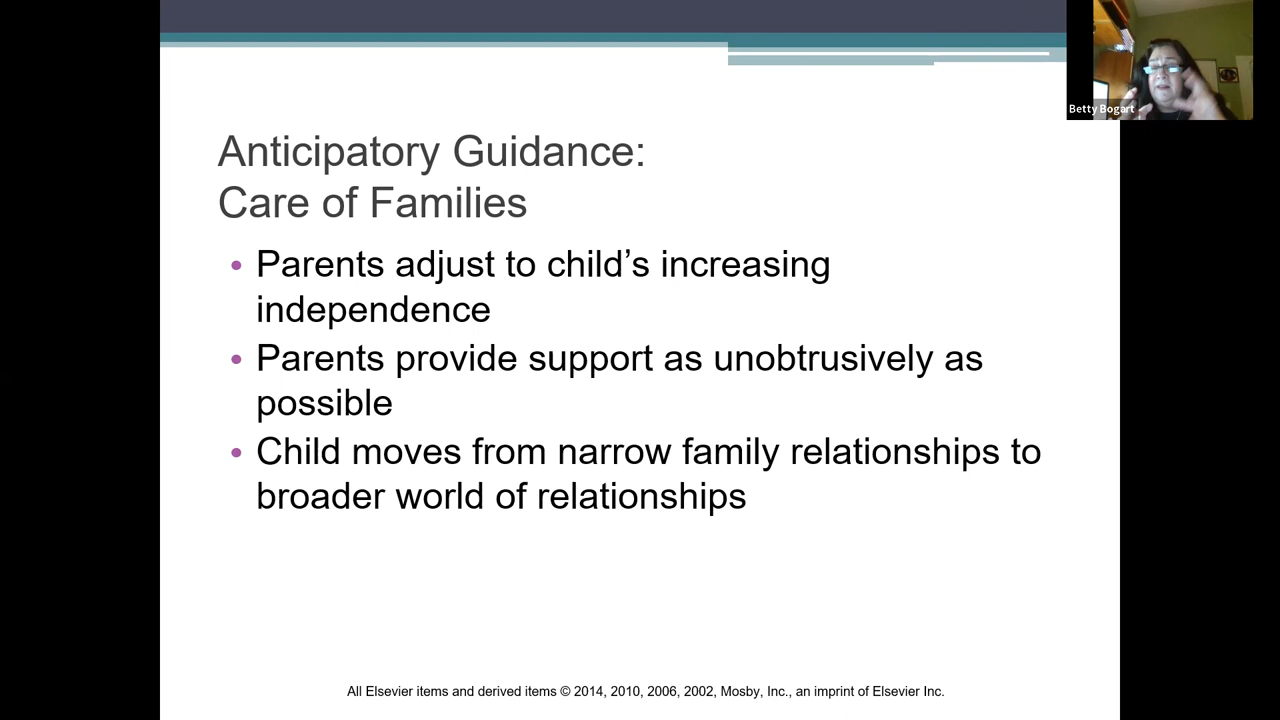 Betty Bogart
Anticipatory Guidance:
Care of Families
• Parents adjust to child’s increasing
independence
• Parents provide support as unobtrusively as
possible
• Child moves from narrow family relationships to
broader world of relationships
All Elsevier items and derived items © 2014, 2010, 2006, 2002, Mosby, Inc., an imprint of Elsevier Inc.